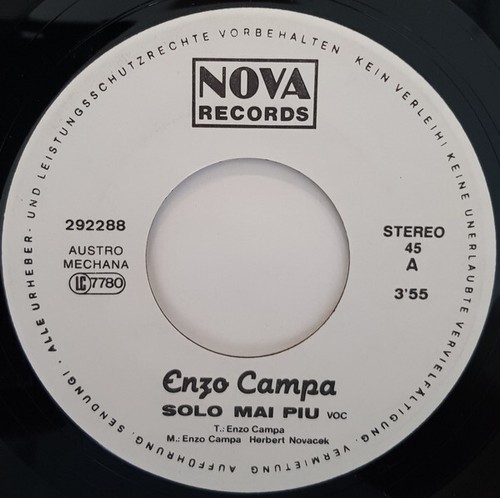 · ALLE URHEBER- UND LEISTUNGSSCHUTZRECHTE VORBEHALTEN KEIN VERLEIH! KEINE UNERLAUBTE VERVIELFÄLTIGUNG, VERMIETUNG, AUFFÜHRUNG, SENDUNG!
NOVA
RECORDS
292288
AUSTRO
MECHANA
LC 7780
STEREO
45
A
3'55
Enzo Campa
SOLO MAI PIU VOC
T.: Enzo Campa
M.: Enzo Campa Herbert Novacek